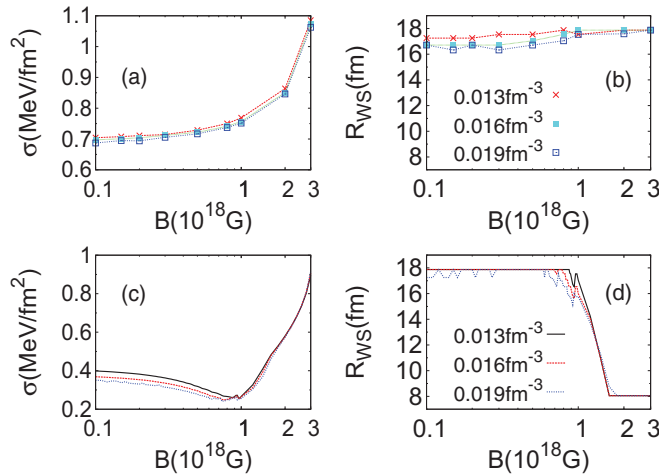 1.1
1
0.9
0.8
0.7
0.6
σ(MeV/fm²)
(a)
0.1 1 2 3
B(10¹⁸G)
18
16
14
12
10
8
R_WS(fm)
(b)
0.013fm⁻³
0.016fm⁻³
0.019fm⁻³
0.1 1 2 3
B(10¹⁸G)
1
0.8
0.6
0.4
0.2
σ(MeV/fm²)
(c)
0.1 1 2 3
B(10¹⁸G)
18
16
14
12
10
8
R_WS(fm)
(d)
0.013fm⁻³
0.016fm⁻³
0.019fm⁻³
0.1 1 2 3
B(10¹⁸G)